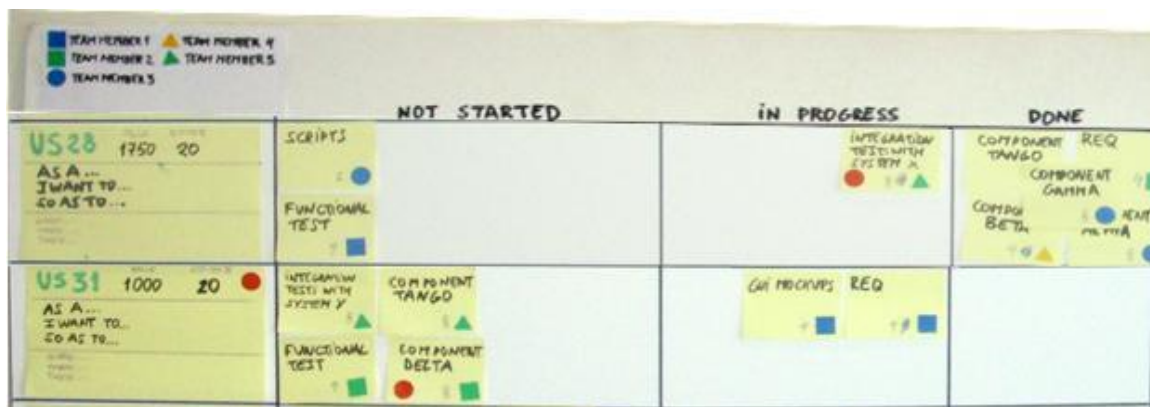 TEAM MEMBER 1 TEAM MEMBER 4
TEAM MEMBER 2 TEAM MEMBER 5
TEAM MEMBER 3
NOT STARTED
IN PROGRESS
DONE
US28 1750 20
AS A...
I WANT TO...
SO AS TO...
SCRIPTS
FUNCTIONAL
TEST
INTEGRATION
TESTS WITH
SYSTEM X
COMPONENT
TANGO
REQ
COMPONENT
GAMMA
BETA
US31 1000 20
AS A...
I WANT TO...
SO AS TO...
INTEGRATION
TESTS WITH
SYSTEM Y
COMPONENT
TANGO
FUNCTIONAL
TEST
COMPONENT
DELTA
GUI MOCKUPS
REQ